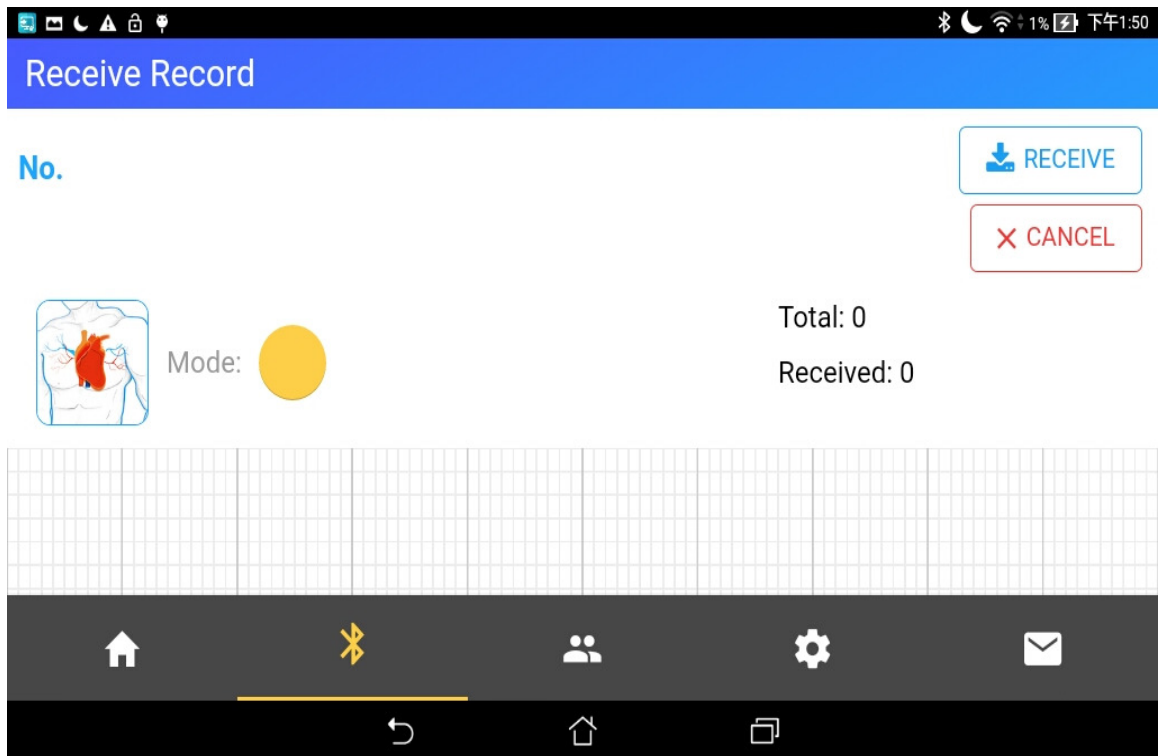 1% 下午1:50
Receive Record
No.
RECEIVE
CANCEL
Mode:
Total: 0
Received: 0